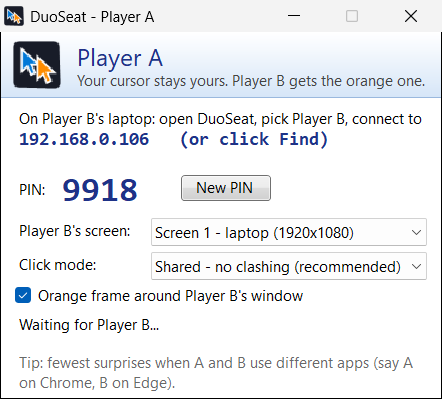 DuoSeat - Player A
Player A
Your cursor stays yours. Player B gets the orange one.
On Player B's laptop: open DuoSeat, pick Player B, connect to
192.168.0.106 (or click Find)
PIN: 9918 New PIN
Player B's screen: Screen 1 - laptop (1920x1080)
Click mode: Shared - no clashing (recommended)
Orange frame around Player B's window
Waiting for Player B...
Tip: fewest surprises when A and B use different apps (say A
on Chrome, B on Edge).